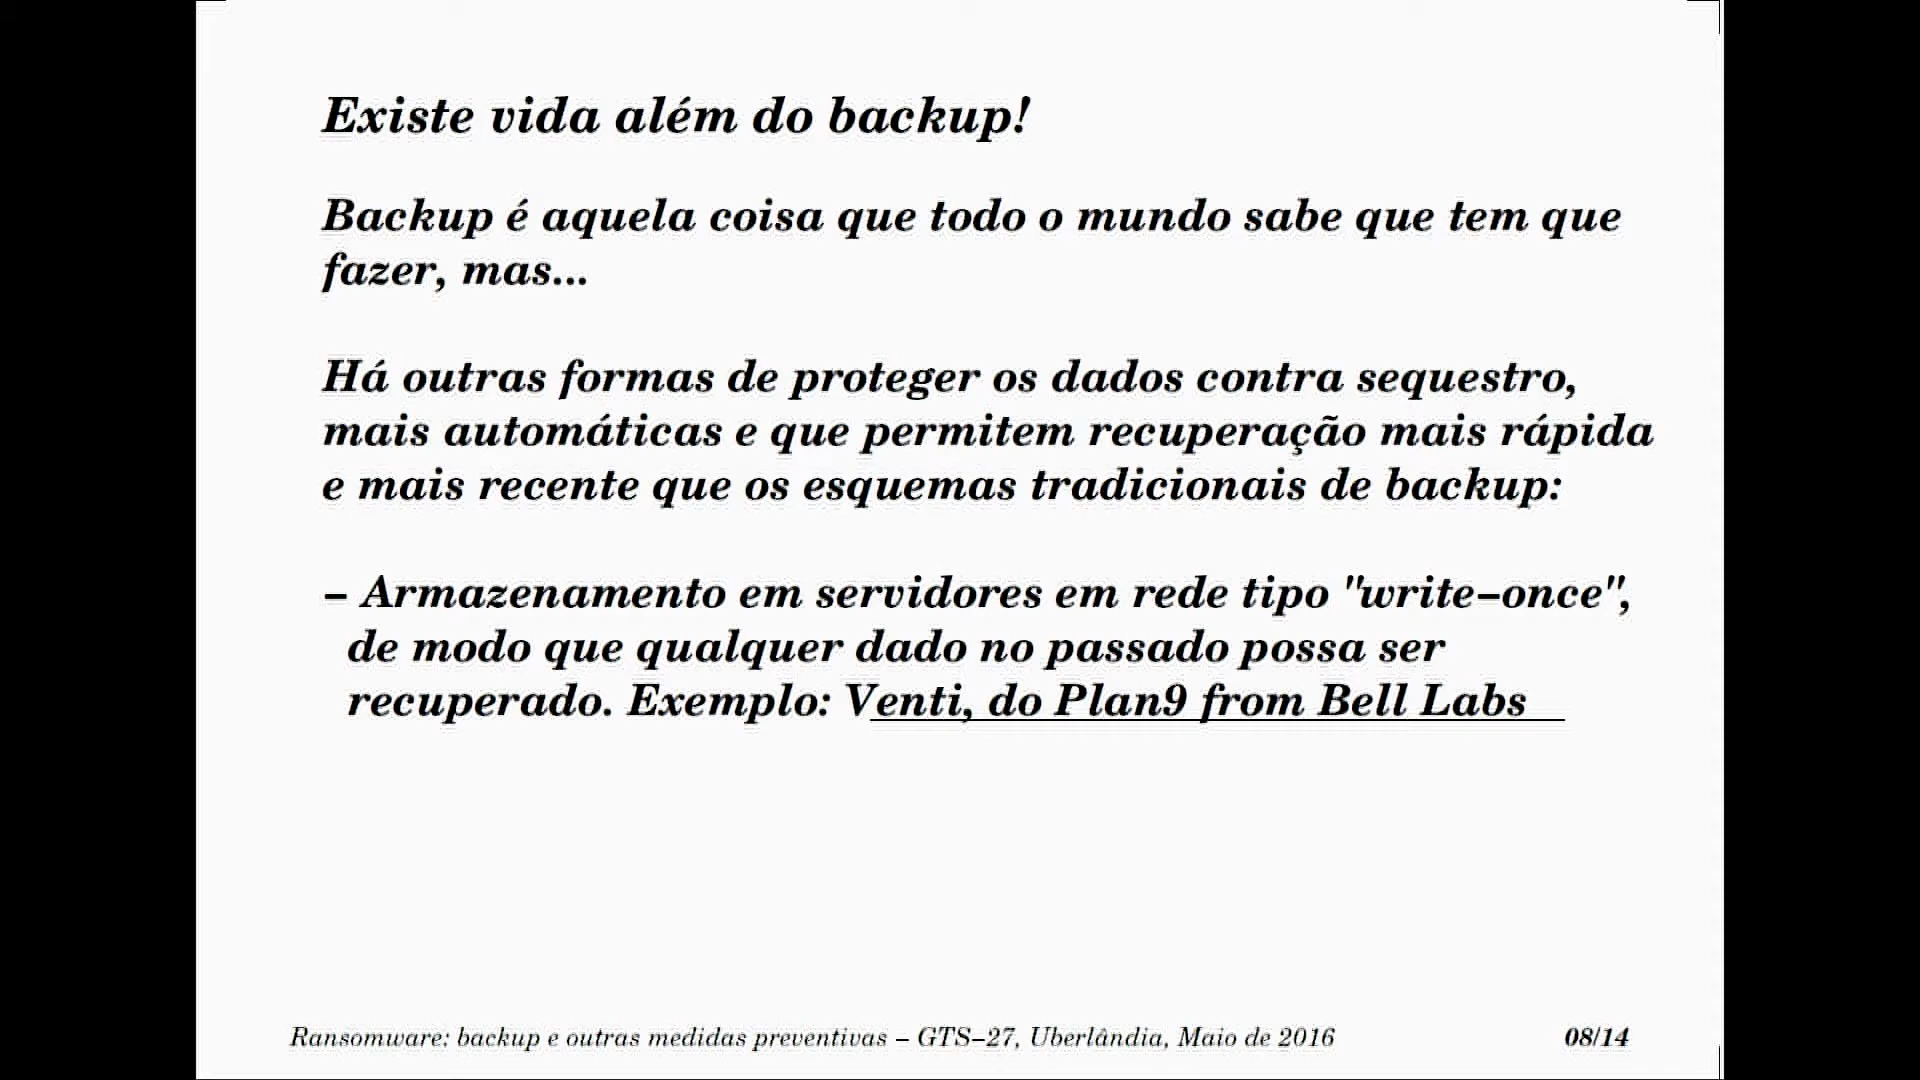 Existe vida além do backup!
Backup é aquela coisa que todo o mundo sabe que tem que
fazer, mas...
Há outras formas de proteger os dados contra sequestro,
mais automáticas e que permitem recuperação mais rápida
e mais recente que os esquemas tradicionais de backup:
– Armazenamento em servidores em rede tipo "write–once",
de modo que qualquer dado no passado possa ser
recuperado. Exemplo: Venti, do Plan9 from Bell Labs
Ransomware: backup e outras medidas preventivas – GTS–27, Uberlândia, Maio de 2016
08/14